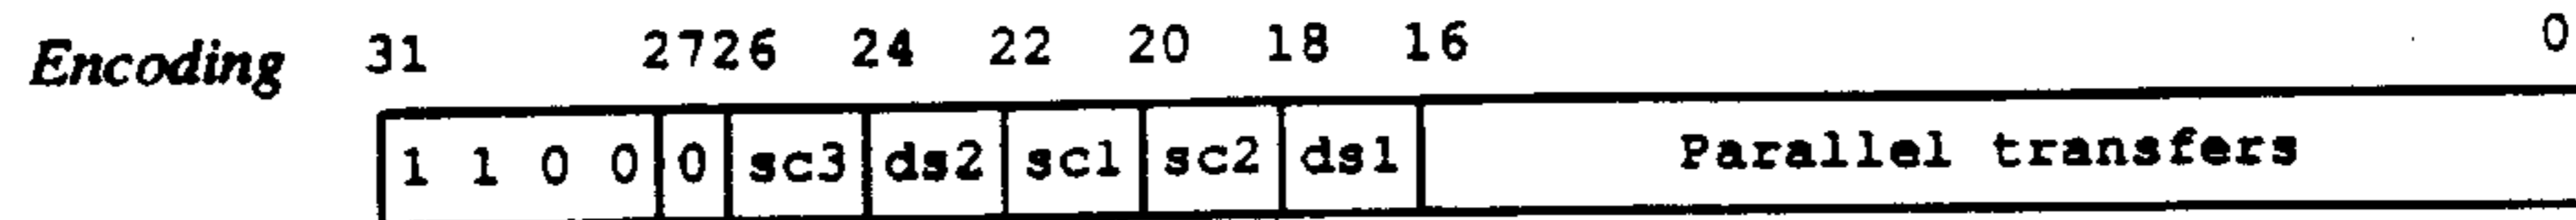 Encoding 31 2726 24 22 20 18 16 0
1 1 0 0 0 sc3 ds2 sc1 sc2 ds1 Parallel transfers